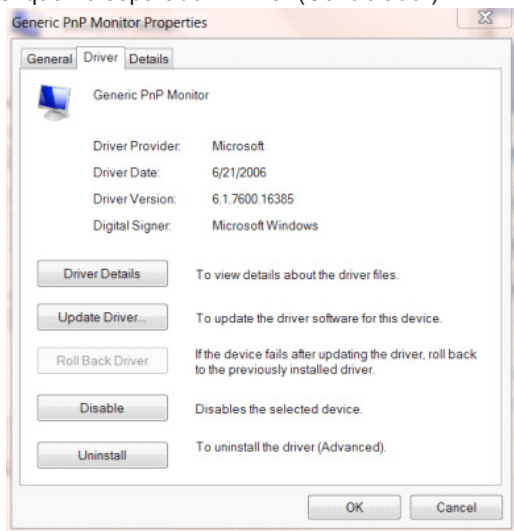 Generic PnP Monitor Properties
General Driver Details
Generic PnP Monitor
Driver Provider: Microsoft
Driver Date: 6/21/2006
Driver Version: 6.1.7600.16385
Digital Signer: Microsoft Windows
Driver Details To view details about the driver files.
Update Driver... To update the driver software for this device.
Roll Back Driver If the device fails after updating the driver, roll back
to the previously installed driver.
Disable Disables the selected device.
Uninstall To uninstall the driver (Advanced).
OK Cancel